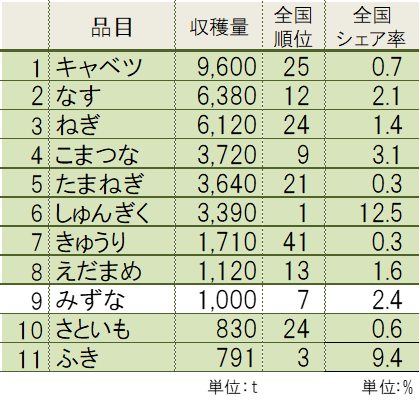 品目 収穫量 全国順位 全国シェア率
1 キャベツ 9,600 25 0.7
2 なす 6,380 12 2.1
3 ねぎ 6,120 24 1.4
4 こまつな 3,720 9 3.1
5 たまねぎ 3,640 21 0.3
6 しゅんぎく 3,390 1 12.5
7 きゅうり 1,710 41 0.3
8 えだまめ 1,120 13 1.6
9 みずな 1,000 7 2.4
10 さといも 830 24 0.6
11 ふき 791 3 9.4
単位：t 単位：%